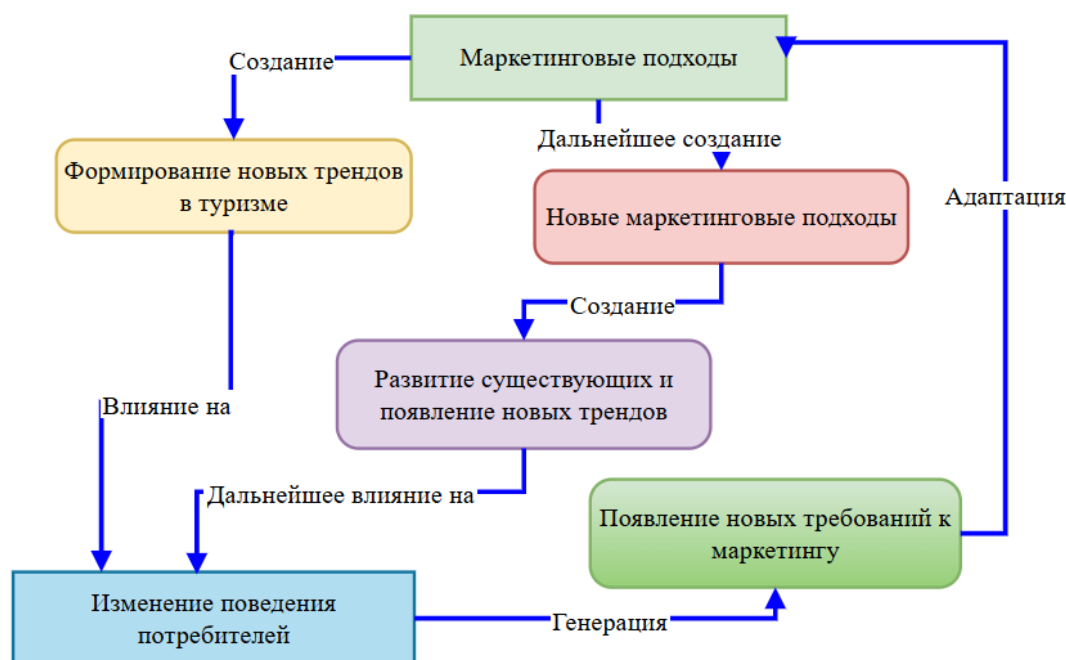 Маркетинговые подходы
Создание
Дальнейшее создание
Формирование новых трендов
в туризме
Новые маркетинговые подходы
Адаптация
Создание
Развитие существующих и
появление новых трендов
Влияние на
Дальнейшее влияние на
Появление новых требований к
маркетингу
Изменение поведения
потребителей
Генерация